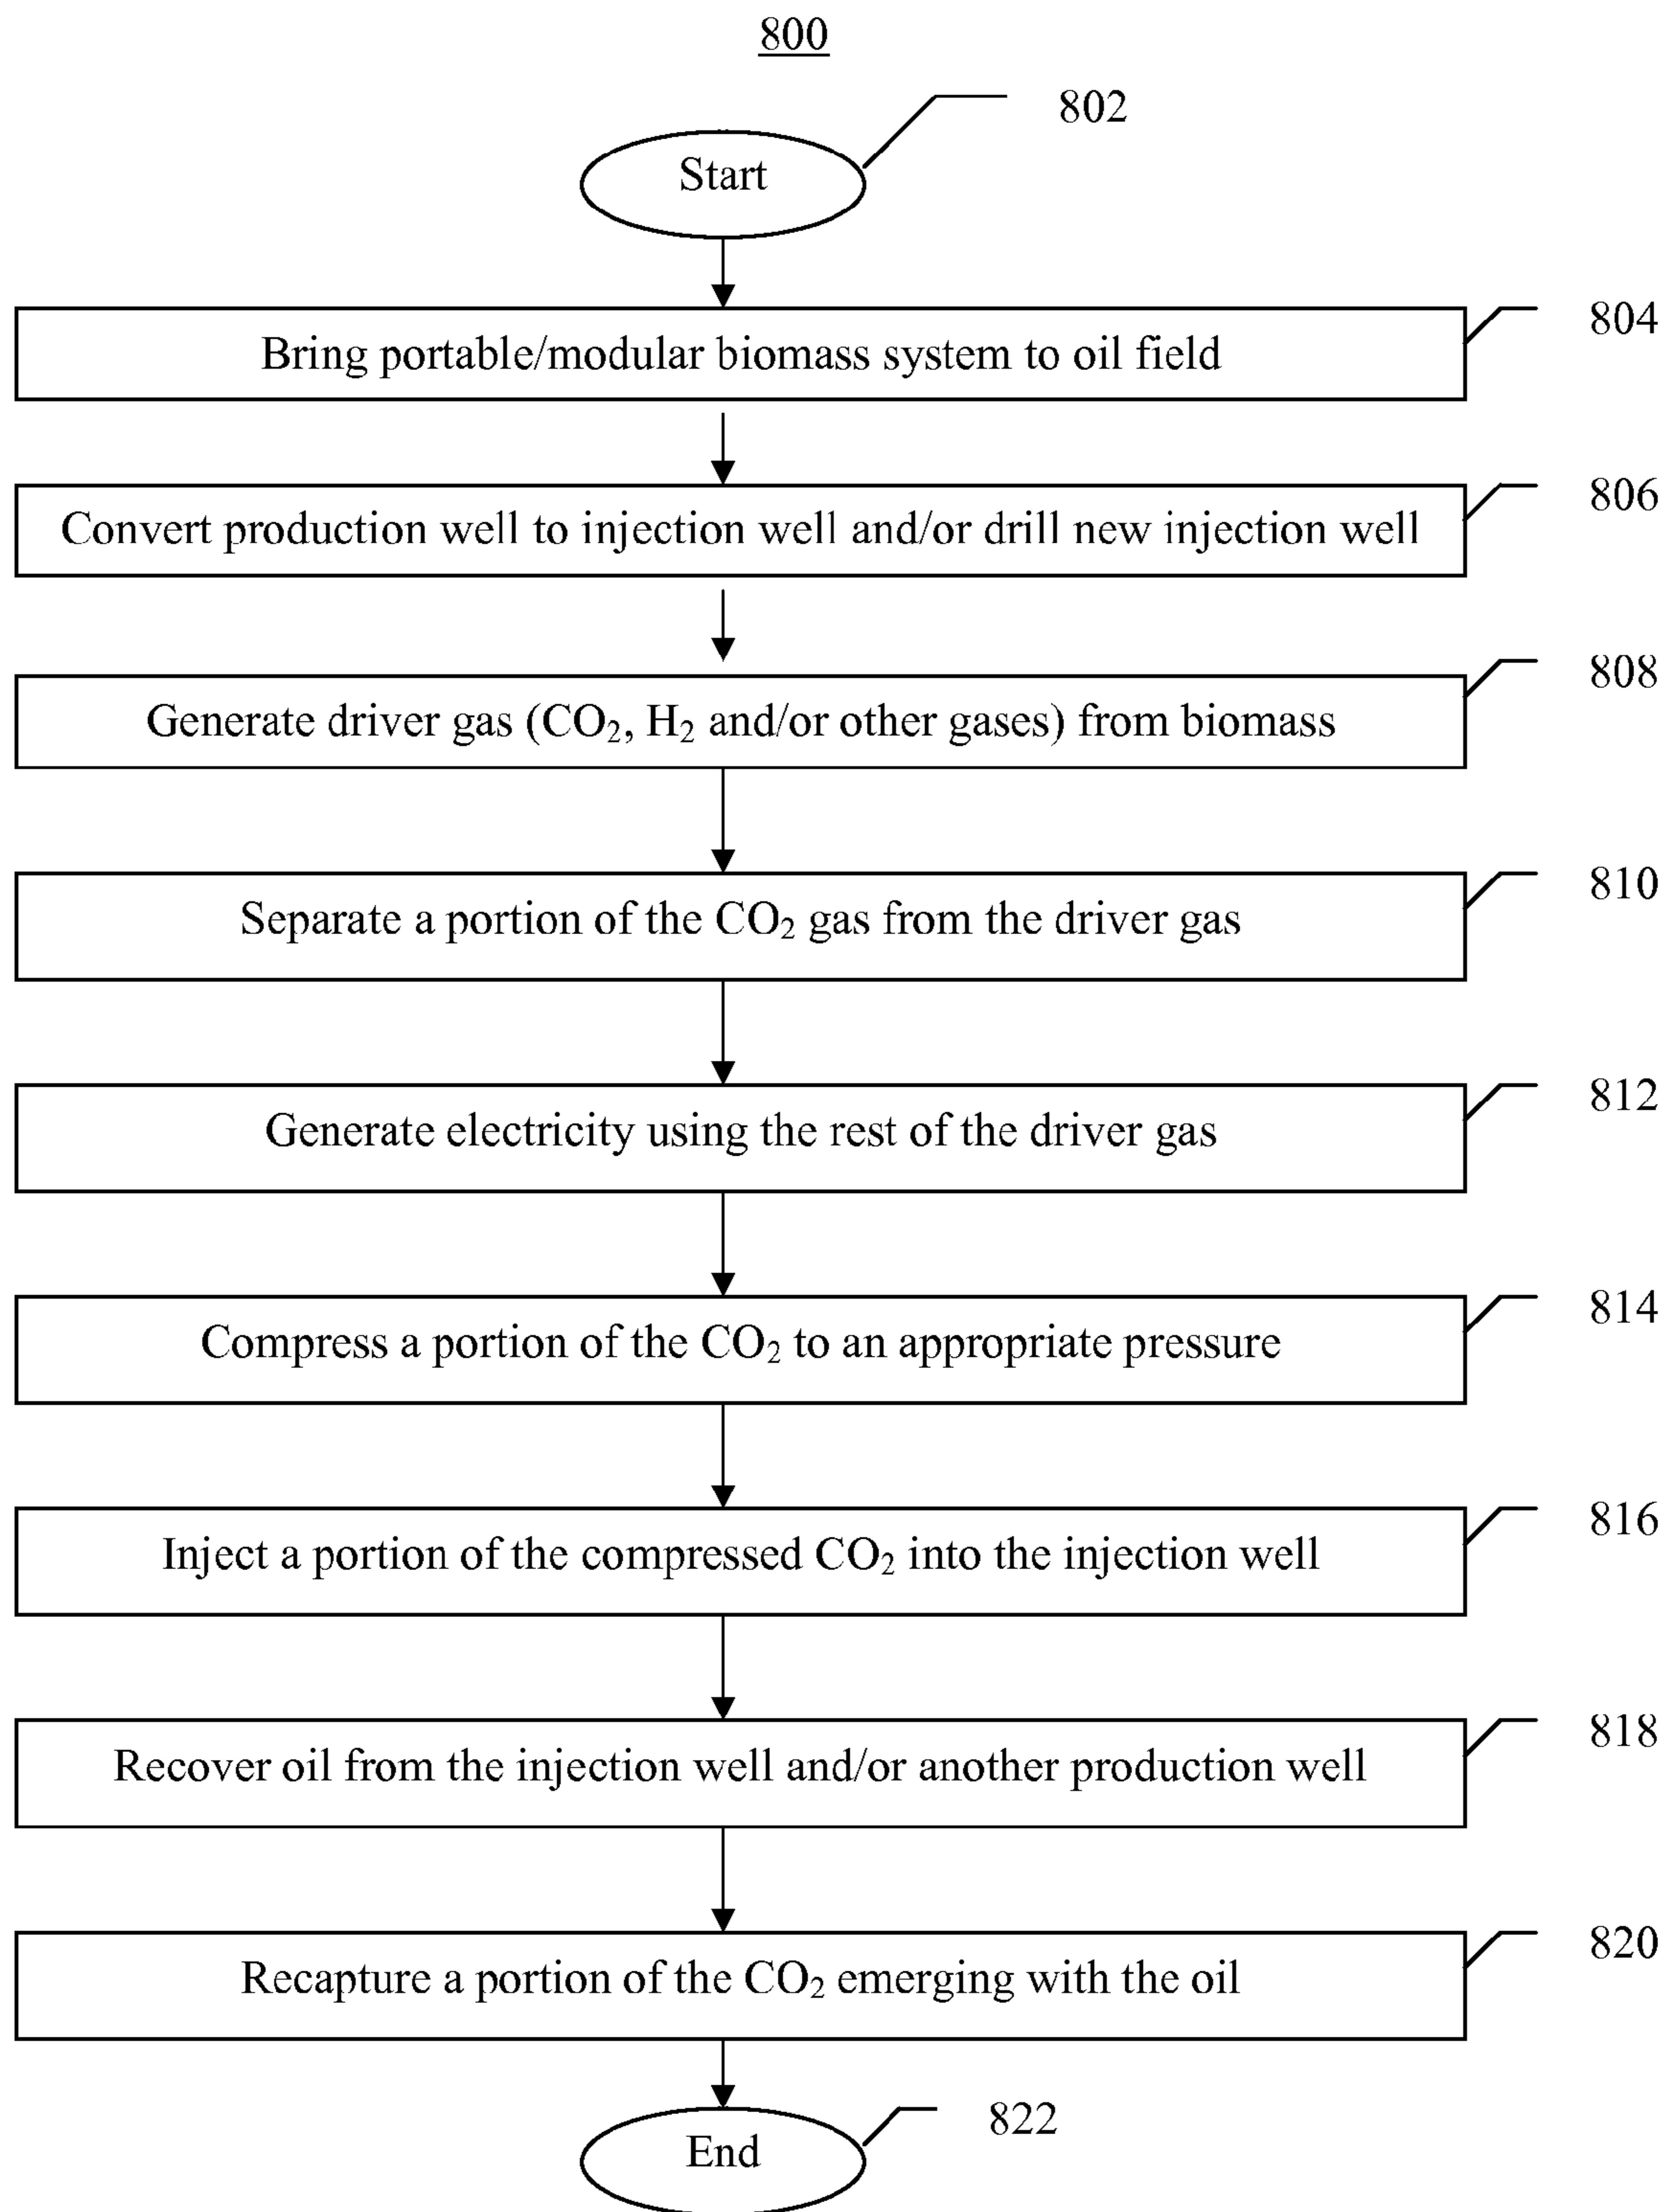 800
802
Start
804
Bring portable/modular biomass system to oil field
806
Convert production well to injection well and/or drill new injection well
808
Generate driver gas (CO₂, H₂ and/or other gases) from biomass
810
Separate a portion of the CO₂ gas from the driver gas
812
Generate electricity using the rest of the driver gas
814
Compress a portion of the CO₂ to an appropriate pressure
816
Inject a portion of the compressed CO₂ into the injection well
818
Recover oil from the injection well and/or another production well
820
Recapture a portion of the CO₂ emerging with the oil
822
End